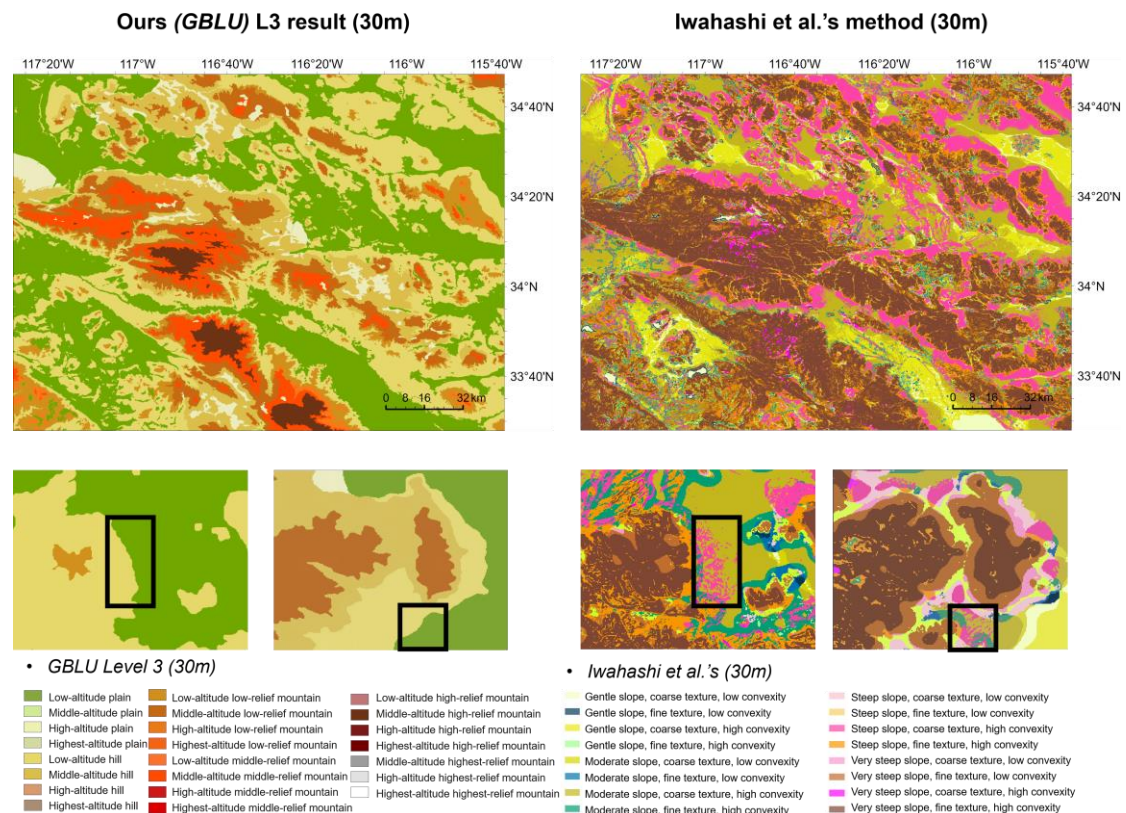 Ours (GBLU) L3 result (30m)
Iwahashi et al.'s method (30m)
117°20'W 117°W 116°40'W 116°20'W 116°W 115°40'W
117°20'W 117°W 116°40'W 116°20'W 116°W 115°40'W
34°40'N
34°20'N
34°N
33°40'N
0 8 16 32 km
34°40'N
34°20'N
34°N
33°40'N
0 8 16 32 km
• GBLU Level 3 (30m)
Low-altitude plain
Middle-altitude plain
High-altitude plain
Highest-altitude plain
Low-altitude hill
Middle-altitude hill
High-altitude hill
Highest-altitude hill
Low-altitude low-relief mountain
Middle-altitude low-relief mountain
High-altitude low-relief mountain
Highest-altitude low-relief mountain
Low-altitude middle-relief mountain
Middle-altitude middle-relief mountain
High-altitude middle-relief mountain
Highest-altitude middle-relief mountain
Low-altitude high-relief mountain
Middle-altitude high-relief mountain
High-altitude high-relief mountain
Highest-altitude high-relief mountain
Middle-altitude highest-relief mountain
High-altitude highest-relief mountain
Highest-altitude highest-relief mountain
• Iwahashi et al.'s (30m)
Gentle slope, coarse texture, low convexity
Gentle slope, fine texture, low convexity
Gentle slope, coarse texture, high convexity
Gentle slope, fine texture, high convexity
Moderate slope, coarse texture, low convexity
Moderate slope, fine texture, low convexity
Moderate slope, coarse texture, high convexity
Moderate slope, fine texture, high convexity
Steep slope, coarse texture, low convexity
Steep slope, fine texture, low convexity
Steep slope, coarse texture, high convexity
Steep slope, fine texture, high convexity
Very steep slope, coarse texture, low convexity
Very steep slope, fine texture, low convexity
Very steep slope, coarse texture, high convexity
Very steep slope, fine texture, high convexity